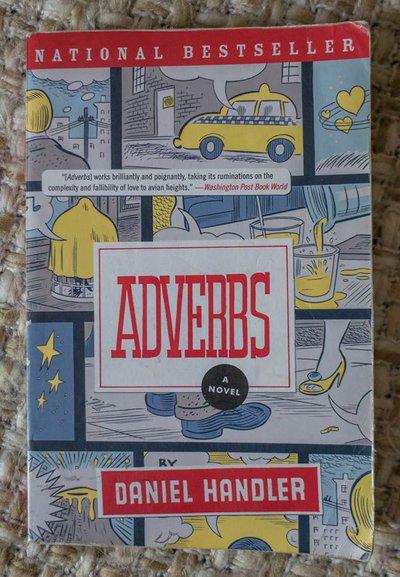 NATIONAL BESTSELLER
"[Adverbs] works brilliantly and poignantly, taking its ruminations on the
complexity and fallibility of love to avian heights." —Washington Post Book World
ADVERBS
A
NOVEL
BY
DANIEL HANDLER